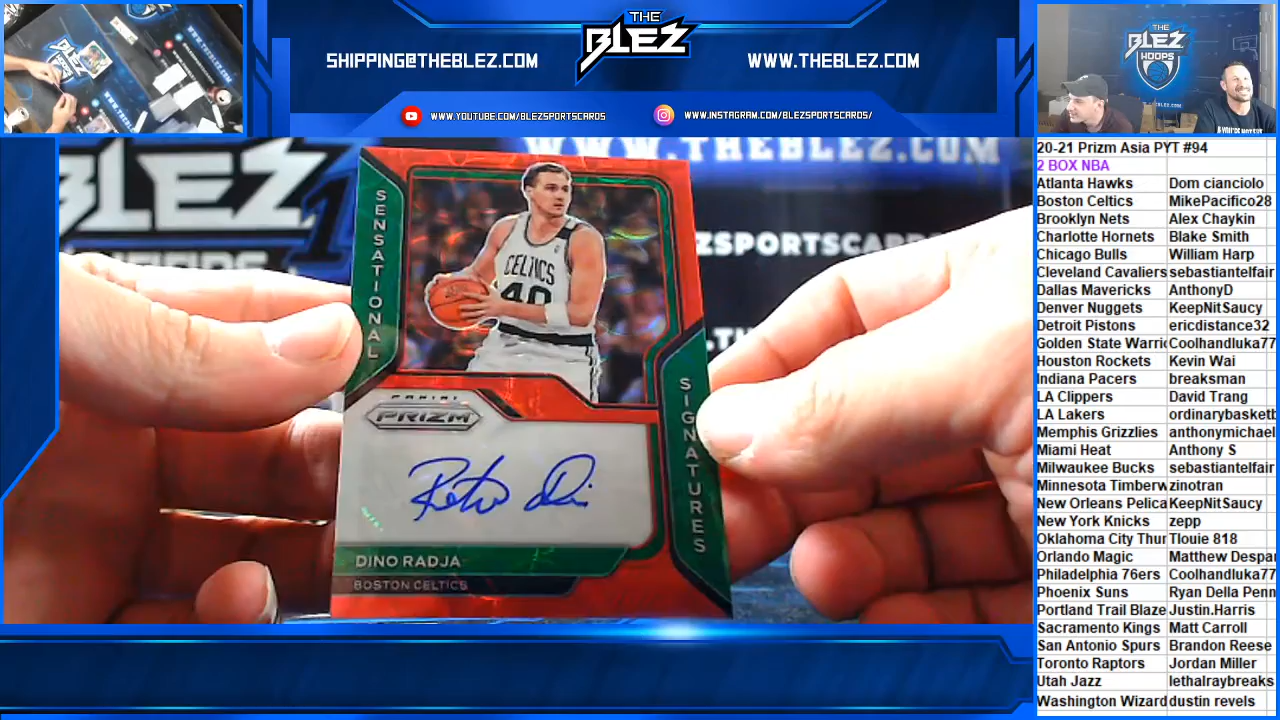 SHIPPING@THEBLEZ.COM
THE
BLEZ
WWW.THEBLEZ.COM
WWW.YOUTUBE.COM/BLEZSPORTSCARDS
WWW.INSTAGRAM.COM/BLEZSPORTSCARDS/
THE
BLEZ
HOOPS
BLEZ
WWW.THEBLEZ.COM
ZSPORTSCAR
SENSATIONAL
CELTICS
40
PANINI
PRIZM
SIGNATURES
DINO RADJA
BOSTON CELTICS
20-21 Prizm Asia PYT #94
2 BOX NBA
Atlanta Hawks Dom cianciolo
Boston Celtics MikePacifico28
Brooklyn Nets Alex Chaykin
Charlotte Hornets Blake Smith
Chicago Bulls William Harp
Cleveland Cavaliers sebastiantelfair
Dallas Mavericks AnthonyD
Denver Nuggets KeepNitSaucy
Detroit Pistons ericdistance32
Golden State Warri Coolhandluka77
Houston Rockets Kevin Wai
Indiana Pacers breaksman
LA Clippers David Trang
LA Lakers ordinarybasketb
Memphis Grizzlies anthonymichael
Miami Heat Anthony S
Milwaukee Bucks sebastiantelfair
Minnesota Timberw zinotran
New Orleans Pelica KeepNitSaucy
New York Knicks zepp
Oklahoma City Thur Tlouie 818
Orlando Magic Matthew Despar
Philadelphia 76ers Coolhandluka77
Phoenix Suns Ryan Della Penn
Portland Trail Blaze Justin.Harris
Sacramento Kings Matt Carroll
San Antonio Spurs Brandon Reese
Toronto Raptors Jordan Miller
Utah Jazz lethalraybreaks
Washington Wizard dustin revels